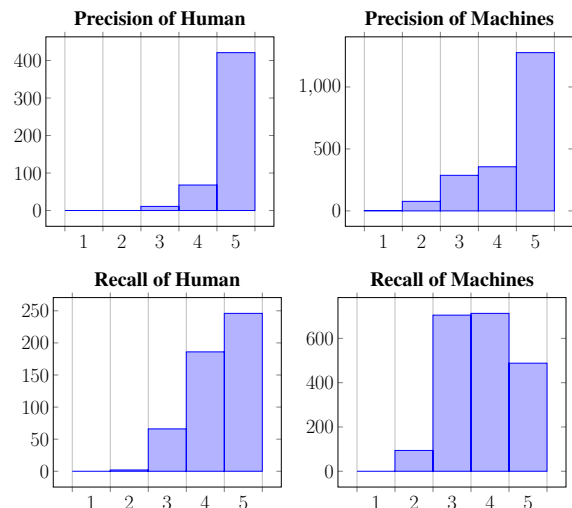 Precision of Human
400
300
200
100
0
1 2 3 4 5
Precision of Machines
1,000
500
0
1 2 3 4 5
Recall of Human
250
200
150
100
50
0
1 2 3 4 5
Recall of Machines
600
400
200
0
1 2 3 4 5